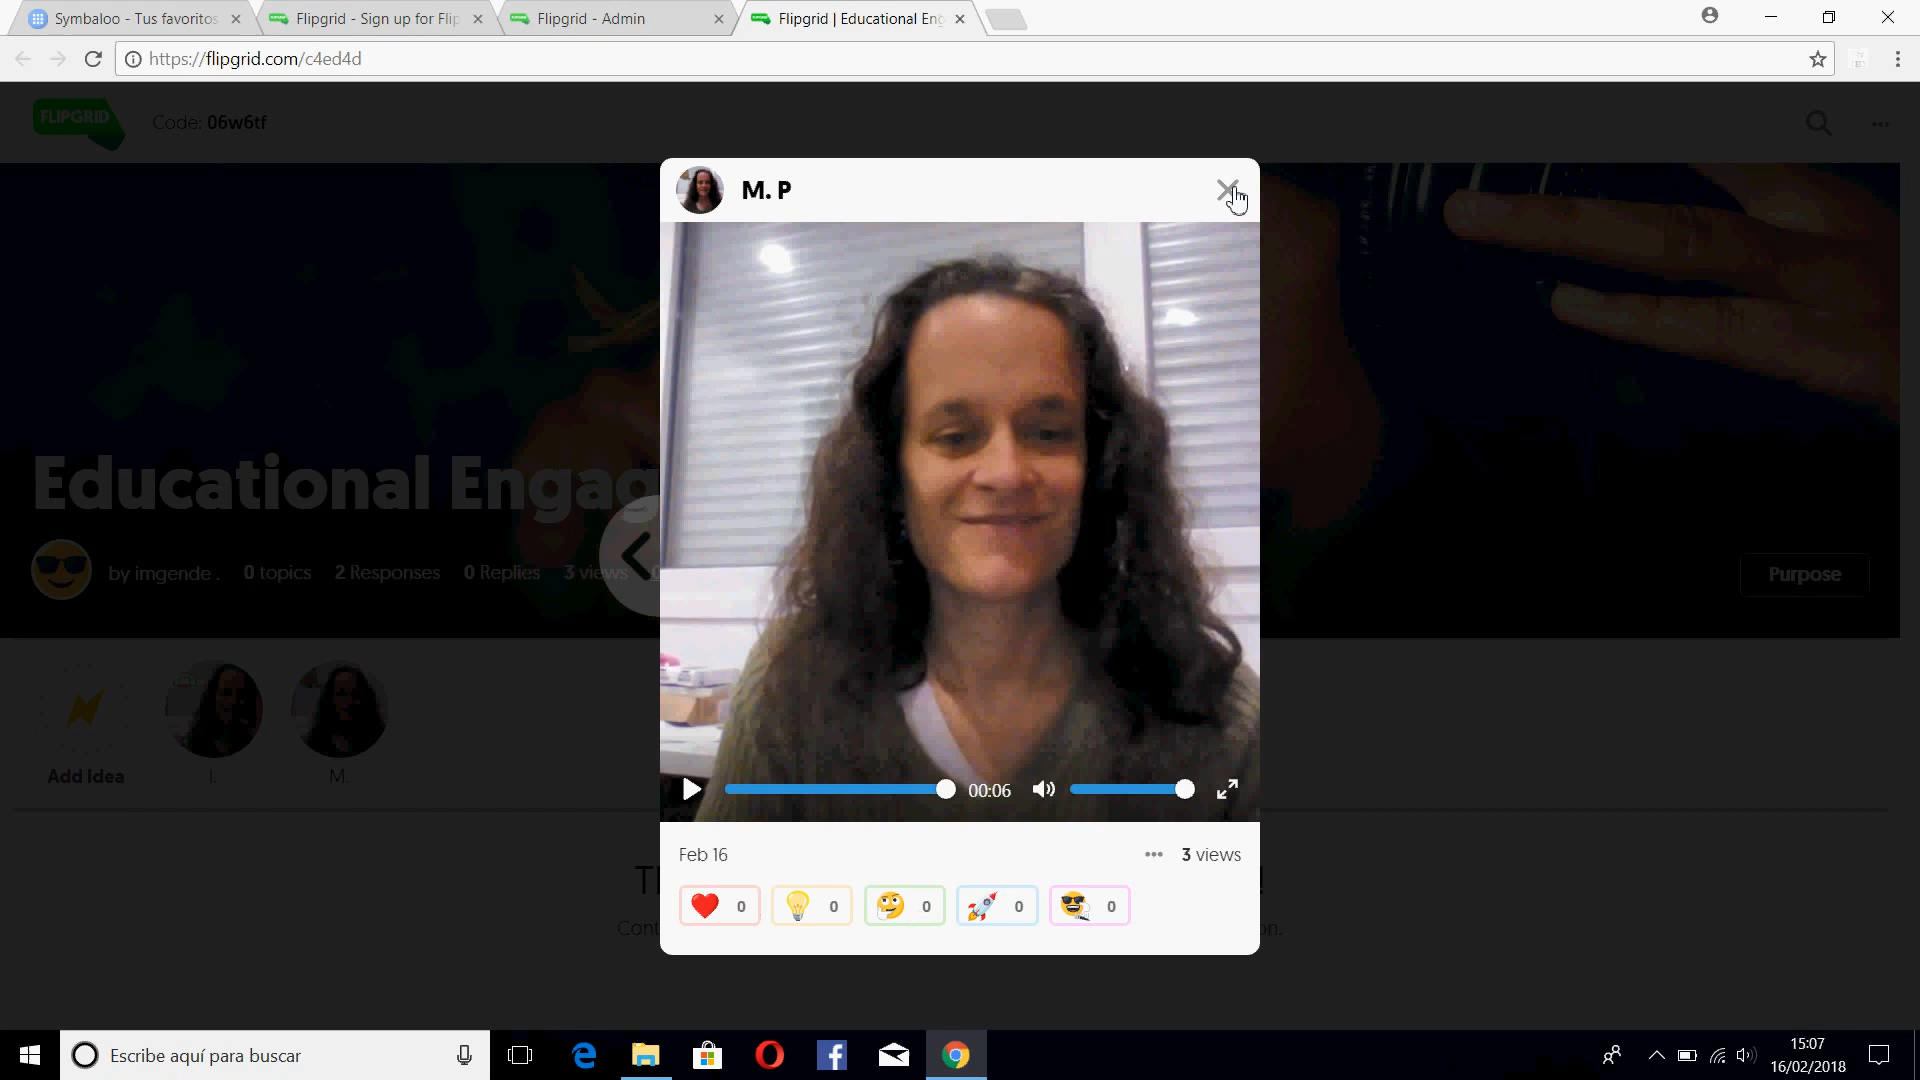 Symbaloo - Tus favoritos
Flipgrid - Sign up for Flip
Flipgrid - Admin
Flipgrid | Educational Eng
https://flipgrid.com/c4ed4d
FLIPGRID
Code: 06w6tf
M. P
Educational Engag
by imgende .
0 topics
2 Responses
0 Replies
3 views
Purpose
Add Idea
I.
M.
00:06
Feb 16
3 views
0
0
0
0
0
Escribe aquí para buscar
15:07
16/02/2018